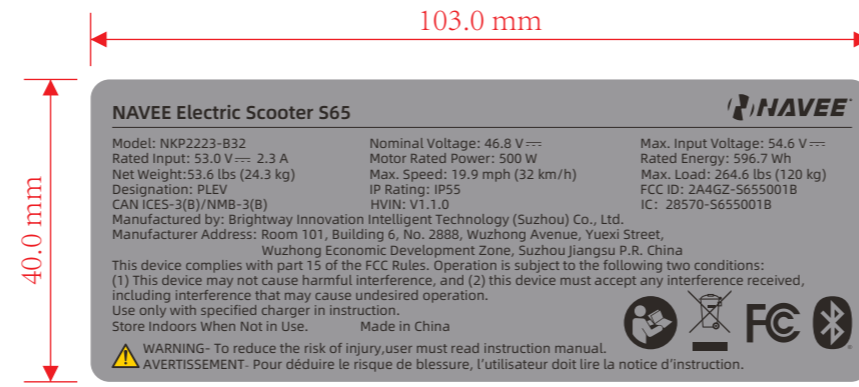 103.0 mm
40.0 mm
NAVEE Electric Scooter S65
NAVEE
Model: NKP2223-B32 Nominal Voltage: 46.8 V⎓ Max. Input Voltage: 54.6 V⎓
Rated Input: 53.0 V⎓ 2.3 A Motor Rated Power: 500 W Rated Energy: 596.7 Wh
Net Weight:53.6 lbs (24.3 kg) Max. Speed: 19.9 mph (32 km/h) Max. Load: 264.6 lbs (120 kg)
Designation: PLEV IP Rating: IP55 FCC ID: 2A4GZ-S655001B
CAN ICES-3(B)/NMB-3(B) HVIN: V1.1.0 IC: 28570-S655001B
Manufactured by: Brightway Innovation Intelligent Technology (Suzhou) Co., Ltd.
Manufacturer Address: Room 101, Building 6, No. 2888, Wuzhong Avenue, Yuexi Street,
Wuzhong Economic Development Zone, Suzhou Jiangsu P.R. China
This device complies with part 15 of the FCC Rules. Operation is subject to the following two conditions:
(1) This device may not cause harmful interference, and (2) this device must accept any interference received,
including interference that may cause undesired operation.
Use only with specified charger in instruction.
Store Indoors When Not in Use. Made in China
FC
WARNING- To reduce the risk of injury,user must read instruction manual.
AVERTISSEMENT- Pour déduire le risque de blessure, l'utilisateur doit lire la notice d'instruction.